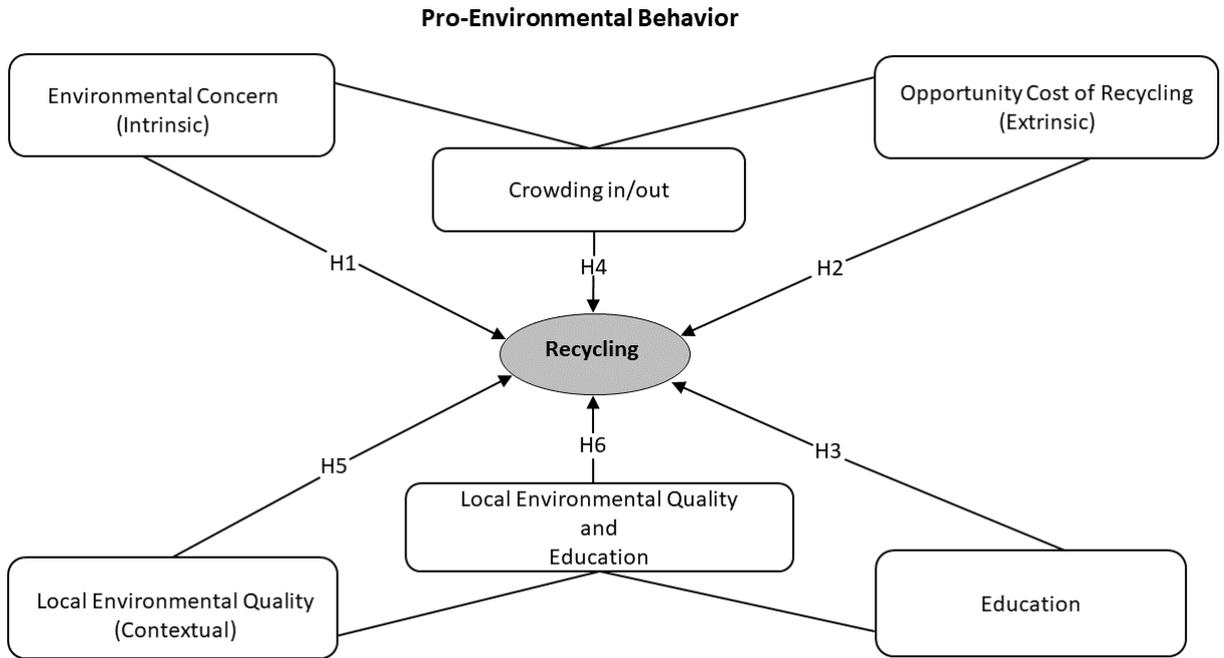 Pro-Environmental Behavior
Environmental Concern
(Intrinsic)
Opportunity Cost of Recycling
(Extrinsic)
Crowding in/out
H1
H4
H2
Recycling
H5
H6
H3
Local Environmental Quality
and
Education
Local Environmental Quality
(Contextual)
Education